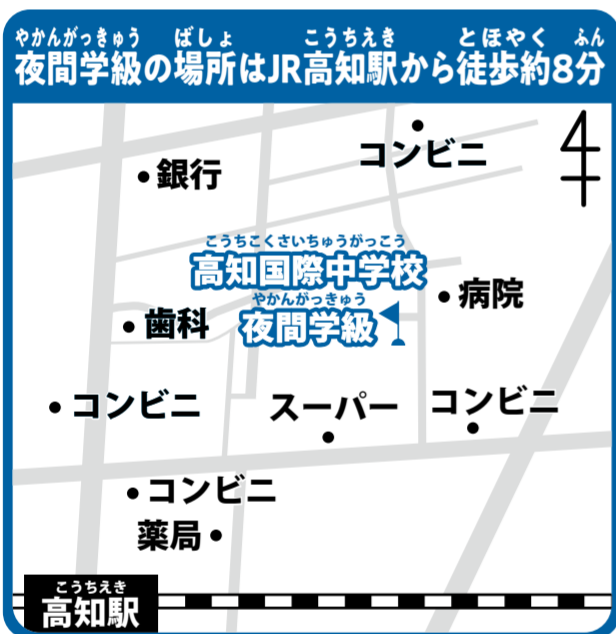 やかんがっきゅう ばしょ こうちえき とほやく ふん
夜間学級の場所はJR高知駅から徒歩約8分
コンビニ
銀行
こうちこくさいちゅうがっこう
高知国際中学校
やかんがっきゅう
夜間学級
病院
歯科
コンビニ
スーパー
コンビニ
コンビニ
薬局
こうちえき
高知駅